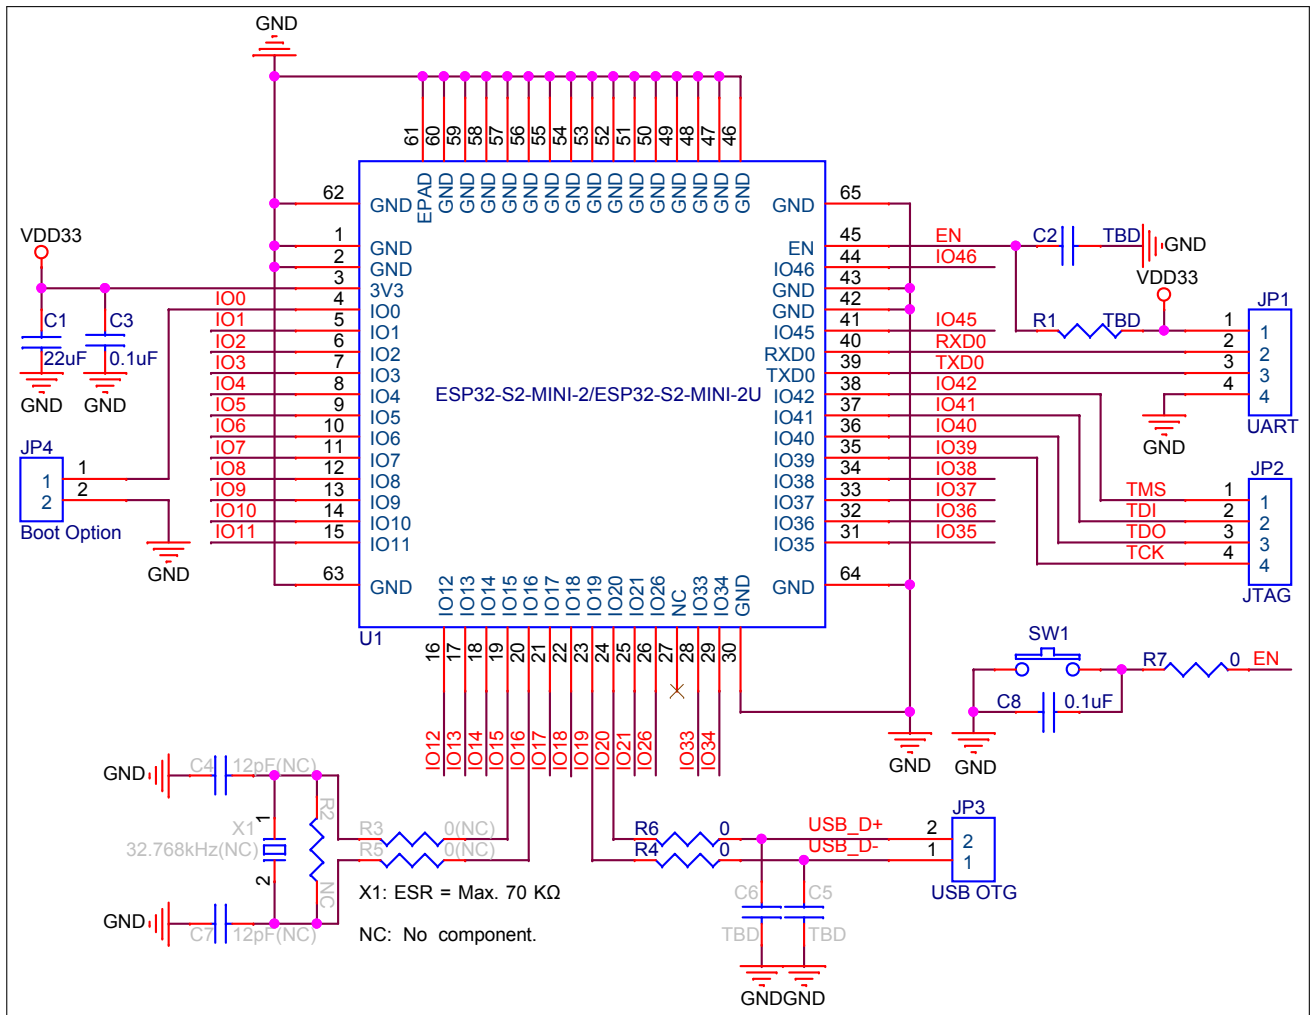 GND
61 60 59 58 57 56 55 54 53 52 51 50 49 48 47 46
EPAD GND GND GND GND GND GND GND GND GND GND GND GND GND GND GND
62 GND
GND 65
VDD33
1 GND
EN 45 EN
C2 TBD GND
2 GND
IO46 44 IO46
3 3V3
GND 43
VDD33
IO0 4 IO0
GND 42
JP1
C1 22uF
C3 0.1uF
IO1 5 IO1
IO45 41 IO45
R1 TBD
1 1
IO2 6 IO2
RXD0 40 RXD0
2 2
IO3 7 IO3
TXD0 39 TXD0
3 3
GND GND
IO4 8 IO4
ESP32-S2-MINI-2/ESP32-S2-MINI-2U
IO42 38 IO42
4 4
IO5 9 IO5
IO41 37 IO41
GND
UART
IO6 10 IO6
IO40 36 IO40
JP4
IO7 11 IO7
IO39 35 IO39
JP2
1 1
IO8 12 IO8
IO38 34 IO38
2 2
IO9 13 IO9
IO37 33 IO37
TMS 1 1
Boot Option
IO10 14 IO10
IO36 32 IO36
TDI 2 2
IO11 15 IO11
IO35 31 IO35
TDO 3 3
GND
TCK 4 4
63 GND
GND 64
JTAG
IO12 IO13 IO14 IO15 IO16 IO17 IO18 IO19 IO20 IO21 IO26 NC IO33 IO34 GND
U1
16 17 18 19 20 21 22 23 24 25 26 27 28 29 30
SW1
R7 0 EN
C8 0.1uF
IO12 IO13 IO14 IO15 IO16 IO17 IO18 IO19 IO20 IO21 IO26 IO33 IO34
GND GND
GND C4 12pF(NC)
R2 NC
X1 1
32.768kHz(NC)
2
R3 0(NC)
R5 0(NC)
JP3
R6 0 USB_D+ 2 2
R4 0 USB_D- 1 1
X1: ESR = Max. 70 KΩ
USB OTG
C6 C5
GND C7 12pF(NC)
NC: No component.
TBD TBD
GND GND